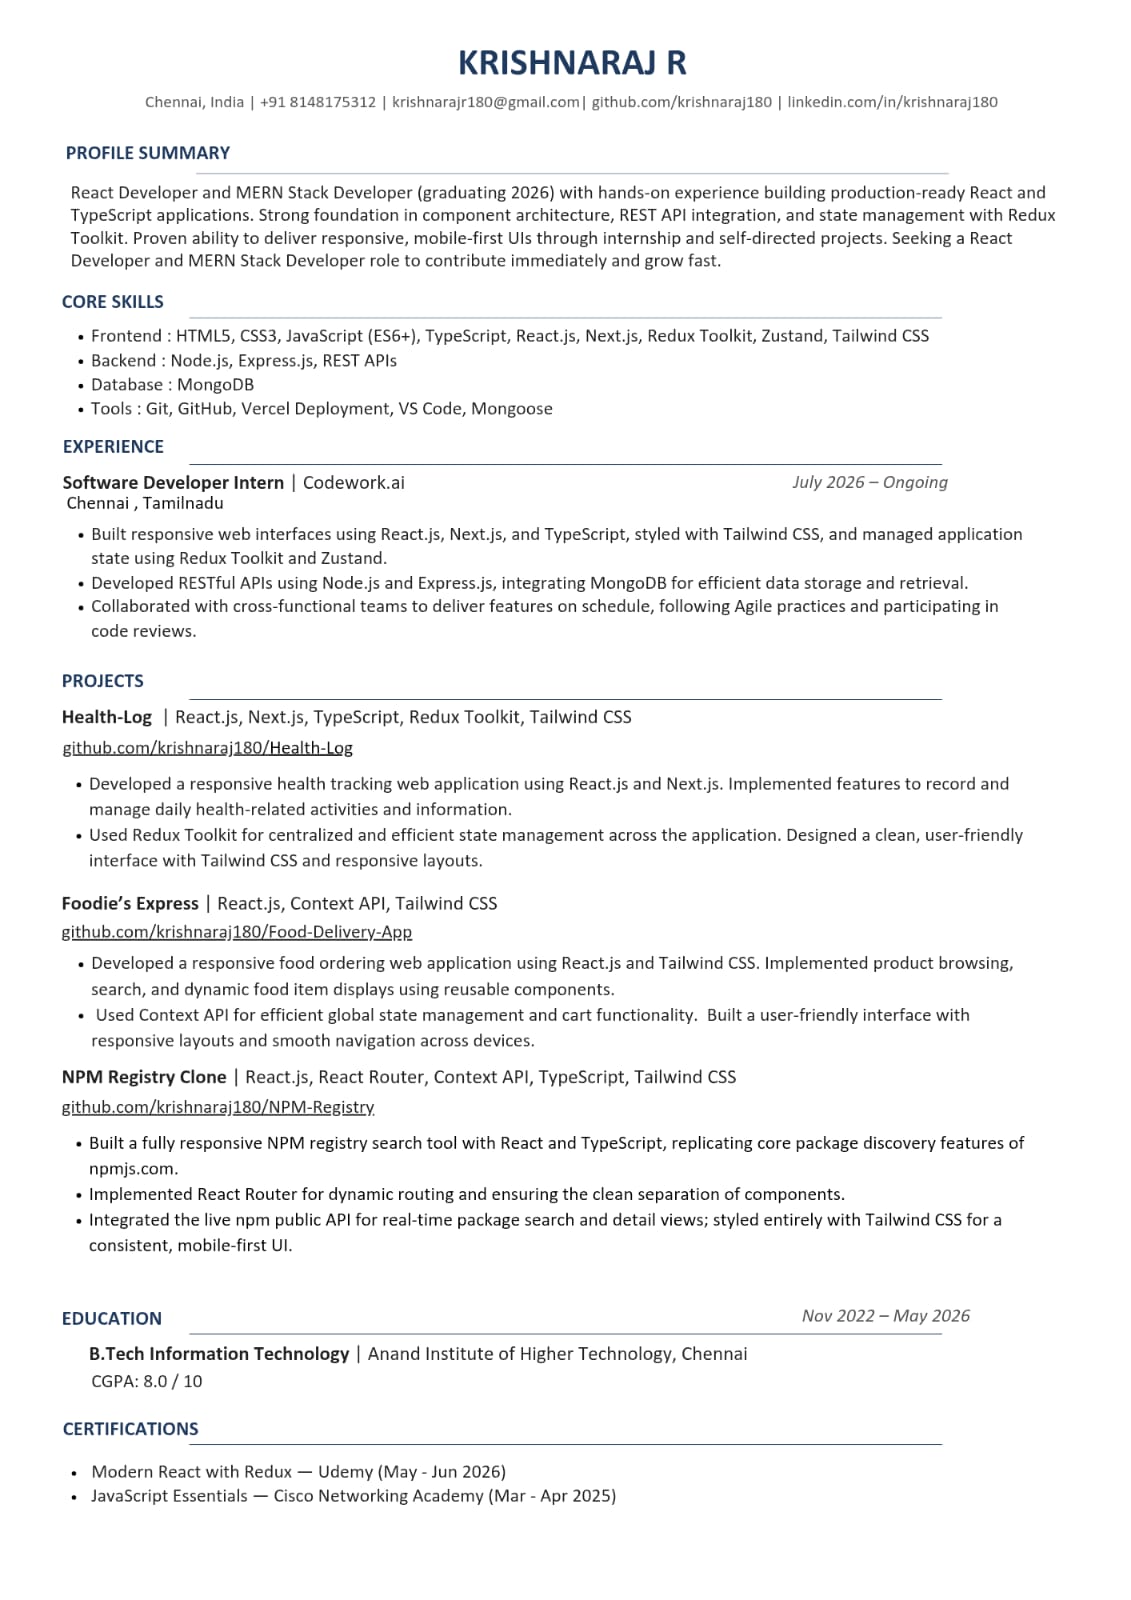 KRISHNARAJ R
Chennai, India | +91 8148175312 | krishnarajr180@gmail.com| github.com/krishnaraj180 | linkedin.com/in/krishnaraj180
PROFILE SUMMARY
React Developer and MERN Stack Developer (graduating 2026) with hands-on experience building production-ready React and
TypeScript applications. Strong foundation in component architecture, REST API integration, and state management with Redux
Toolkit. Proven ability to deliver responsive, mobile-first UIs through internship and self-directed projects. Seeking a React
Developer and MERN Stack Developer role to contribute immediately and grow fast.
CORE SKILLS
• Frontend : HTML5, CSS3, JavaScript (ES6+), TypeScript, React.js, Next.js, Redux Toolkit, Zustand, Tailwind CSS
• Backend : Node.js, Express.js, REST APIs
• Database : MongoDB
• Tools : Git, GitHub, Vercel Deployment, VS Code, Mongoose
EXPERIENCE
Software Developer Intern | Codework.ai July 2026 – Ongoing
Chennai , Tamilnadu
• Built responsive web interfaces using React.js, Next.js, and TypeScript, styled with Tailwind CSS, and managed application
state using Redux Toolkit and Zustand.
• Developed RESTful APIs using Node.js and Express.js, integrating MongoDB for efficient data storage and retrieval.
• Collaborated with cross-functional teams to deliver features on schedule, following Agile practices and participating in
code reviews.
PROJECTS
Health-Log | React.js, Next.js, TypeScript, Redux Toolkit, Tailwind CSS
github.com/krishnaraj180/Health-Log
• Developed a responsive health tracking web application using React.js and Next.js. Implemented features to record and
manage daily health-related activities and information.
• Used Redux Toolkit for centralized and efficient state management across the application. Designed a clean, user-friendly
interface with Tailwind CSS and responsive layouts.
Foodie’s Express | React.js, Context API, Tailwind CSS
github.com/krishnaraj180/Food-Delivery-App
• Developed a responsive food ordering web application using React.js and Tailwind CSS. Implemented product browsing,
search, and dynamic food item displays using reusable components.
• Used Context API for efficient global state management and cart functionality. Built a user-friendly interface with
responsive layouts and smooth navigation across devices.
NPM Registry Clone | React.js, React Router, Context API, TypeScript, Tailwind CSS
github.com/krishnaraj180/NPM-Registry
• Built a fully responsive NPM registry search tool with React and TypeScript, replicating core package discovery features of
npmjs.com.
• Implemented React Router for dynamic routing and ensuring the clean separation of components.
• Integrated the live npm public API for real-time package search and detail views; styled entirely with Tailwind CSS for a
consistent, mobile-first UI.
EDUCATION Nov 2022 – May 2026
B.Tech Information Technology | Anand Institute of Higher Technology, Chennai
CGPA: 8.0 / 10
CERTIFICATIONS
• Modern React with Redux — Udemy (May - Jun 2026)
• JavaScript Essentials — Cisco Networking Academy (Mar - Apr 2025)